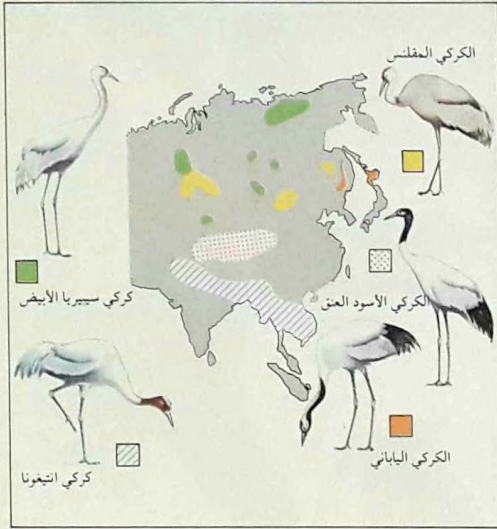 الكركي المقلنس
كركي سيبيريا الأبيض
الكركي الأسود العنق
الكركي الياباني
كركي انتيغونا